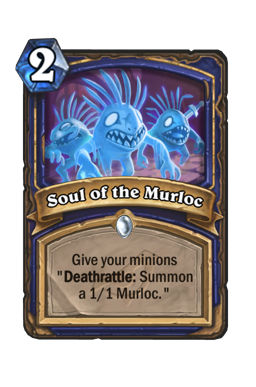 2
Soul of the Murloc
Give your minions
"Deathrattle: Summon
a 1/1 Murloc."